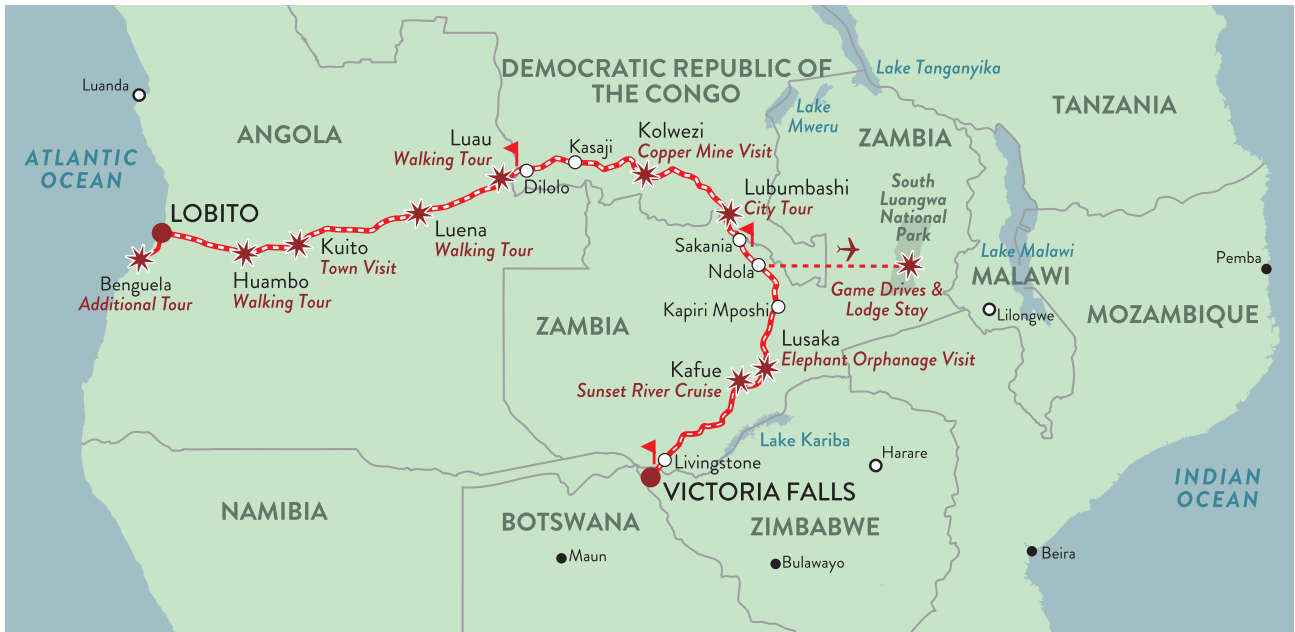 DEMOCRATIC REPUBLIC OF
THE CONGO
Lake Tanganyika
Luanda
Lake
Mweru
TANZANIA
ANGOLA
Luau
Walking Tour
Kolwezi
Copper Mine Visit
ZAMBIA
ATLANTIC
OCEAN
Kasaji
Dilolo
Lubumbashi
City Tour
South
Luangwa
National
Park
LOBITO
Luena
Walking Tour
Sakania
Ndola
Lake Malawi
MALAWI
Pemba
Kuito
Town Visit
Benguela
Additional Tour
Huambo
Walking Tour
Game Drives &
Lodge Stay
Kapiri Mposhi
Lilongwe
MOZAMBIQUE
ZAMBIA
Lusaka
Elephant Orphanage Visit
Kafue
Sunset River Cruise
Lake Kariba
Harare
Livingstone
VICTORIA FALLS
INDIAN
OCEAN
NAMIBIA
BOTSWANA
ZIMBABWE
Maun
Bulawayo
Beira